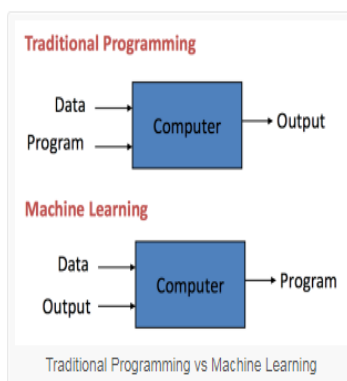 Traditional Programming
Data
Program
Computer
Output
Machine Learning
Data
Output
Computer
Program
Traditional Programming vs Machine Learning